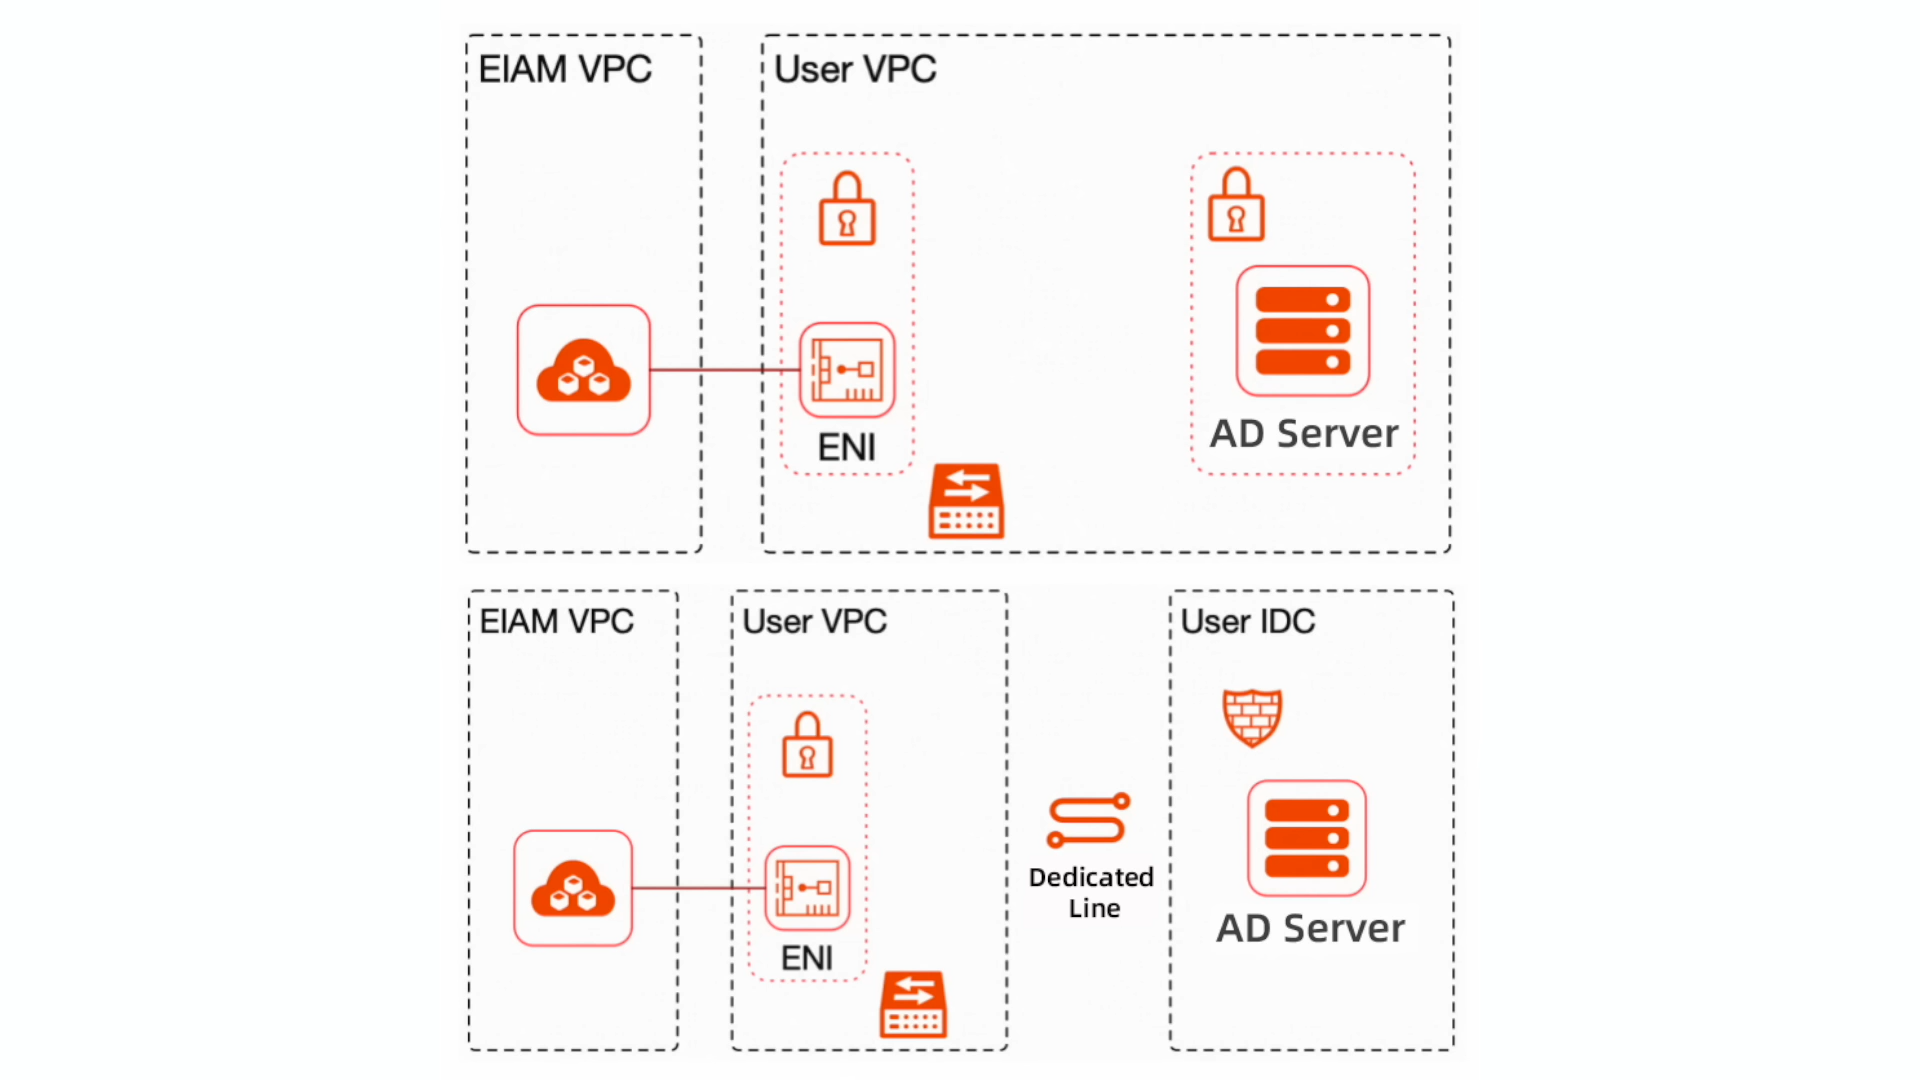 EIAM VPC
User VPC
ENI
AD Server
EIAM VPC
User VPC
User IDC
Dedicated
Line
ENI
AD Server